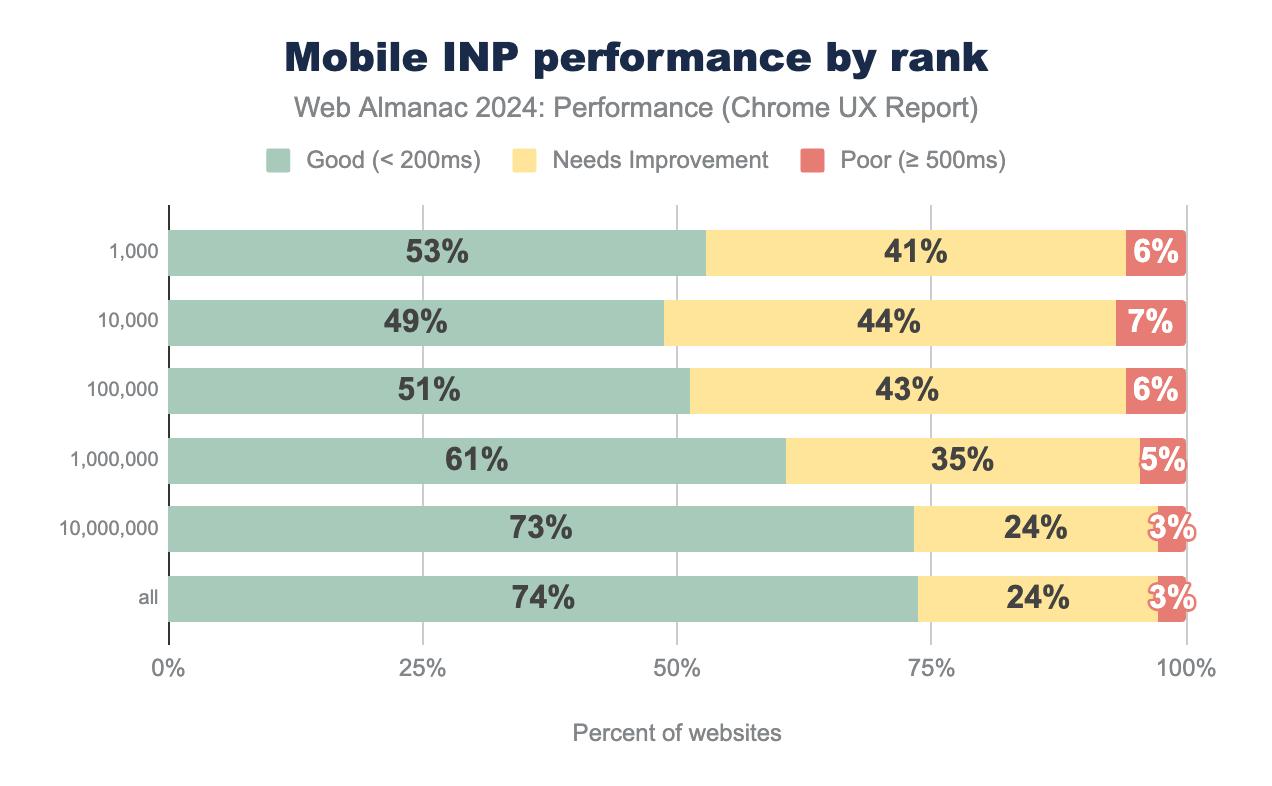 Mobile INP performance by rank
Web Almanac 2024: Performance (Chrome UX Report)
Good (< 200ms) Needs Improvement Poor (≥ 500ms)
1,000 53% 41% 6%
10,000 49% 44% 7%
100,000 51% 43% 6%
1,000,000 61% 35% 5%
10,000,000 73% 24% 3%
all 74% 24% 3%
0% 25% 50% 75% 100%
Percent of websites